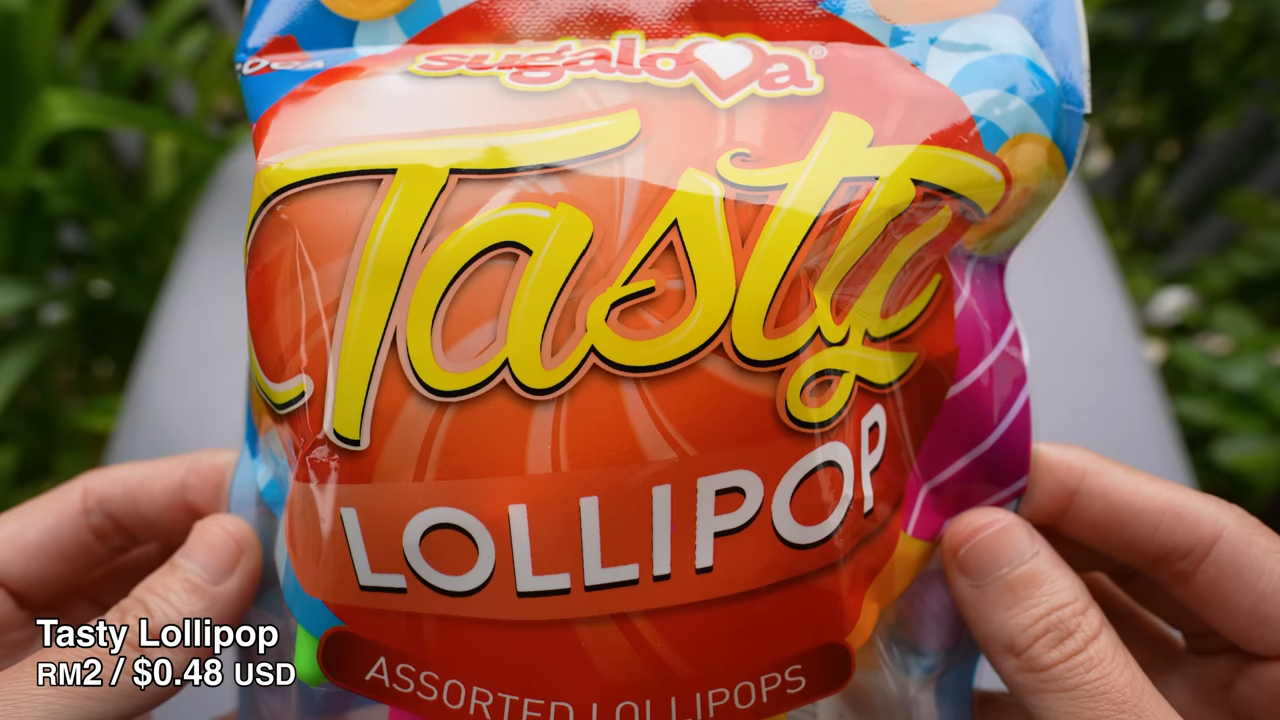 sugalova®
Tasty
LOLLIPOP
ASSORTED LOLLIPOPS
Tasty Lollipop
RM2 / $0.48 USD